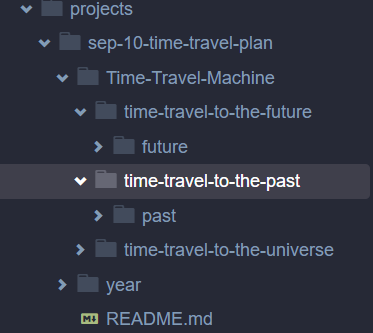 projects
sep-10-time-travel-plan
Time-Travel-Machine
time-travel-to-the-future
future
time-travel-to-the-past
past
time-travel-to-the-universe
year
README.md